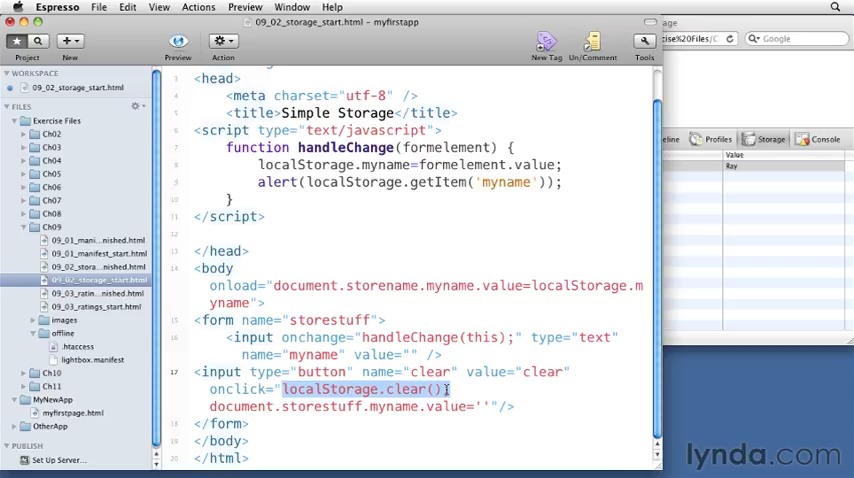 Espresso File Edit View Actions Preview Window Help
09_02_storage_start.html - myfirstapp
Project New Preview Action New Tag Un/Comment Tools
Google
WORKSPACE
09_02_storage_start.html
FILES
Exercise Files
Ch02
Ch03
Ch04
Ch05
Ch06
Ch07
Ch08
Ch09
09_01_mani...nished.html
09_01_manifest_start.html
09_02_stora...nished.html
09_02_storage_start.html
09_03_ratin...nished.html
09_03_ratings_start.html
images
offline
.htaccess
lightbox.manifest
Ch10
Ch11
MyNewApp
myfirstpage.html
OtherApp
PUBLISH
Set Up Server...
3 <head>
4 <meta charset="utf-8" />
5 <title>Simple Storage</title>
6 <script type="text/javascript">
7 function handleChange(formelement) {
8 localStorage.myname=formelement.value;
9 alert(localStorage.getItem('myname'));
10 }
11 </script>
</head>
14 <body
onload="document.storename.myname.value=localStorage.m
yname">
15 <form name="storestuff">
16 <input onchange="handleChange(this);" type="text"
name="myname" value="" />
17 <input type="button" name="clear" value="clear"
onclick="localStorage.clear();
document.storestuff.myname.value=''"/>
18 </form>
19 </body>
20 </html>
Profiles Storage Console
Value
Ray
lynda.com